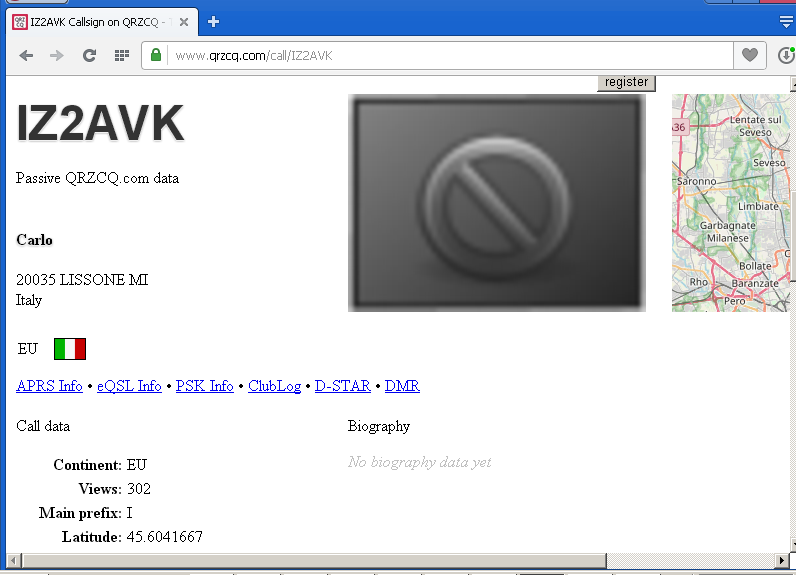 IZ2AVK Callsign on QRZCQ -
www.qrzcq.com/call/IZ2AVK
register
IZ2AVK
Passive QRZCQ.com data
Carlo
20035 LISSONE MI
Italy
EU
APRS Info • eQSL Info • PSK Info • ClubLog • D-STAR • DMR
Call data
Continent: EU
Views: 302
Main prefix: I
Latitude: 45.6041667
Biography
No biography data yet
Lentate sul
Seveso
A36
Seveso
Saronno
Limbiate
Garbagnate
Milanese
Bollate
Rho
Baranzate
Pero